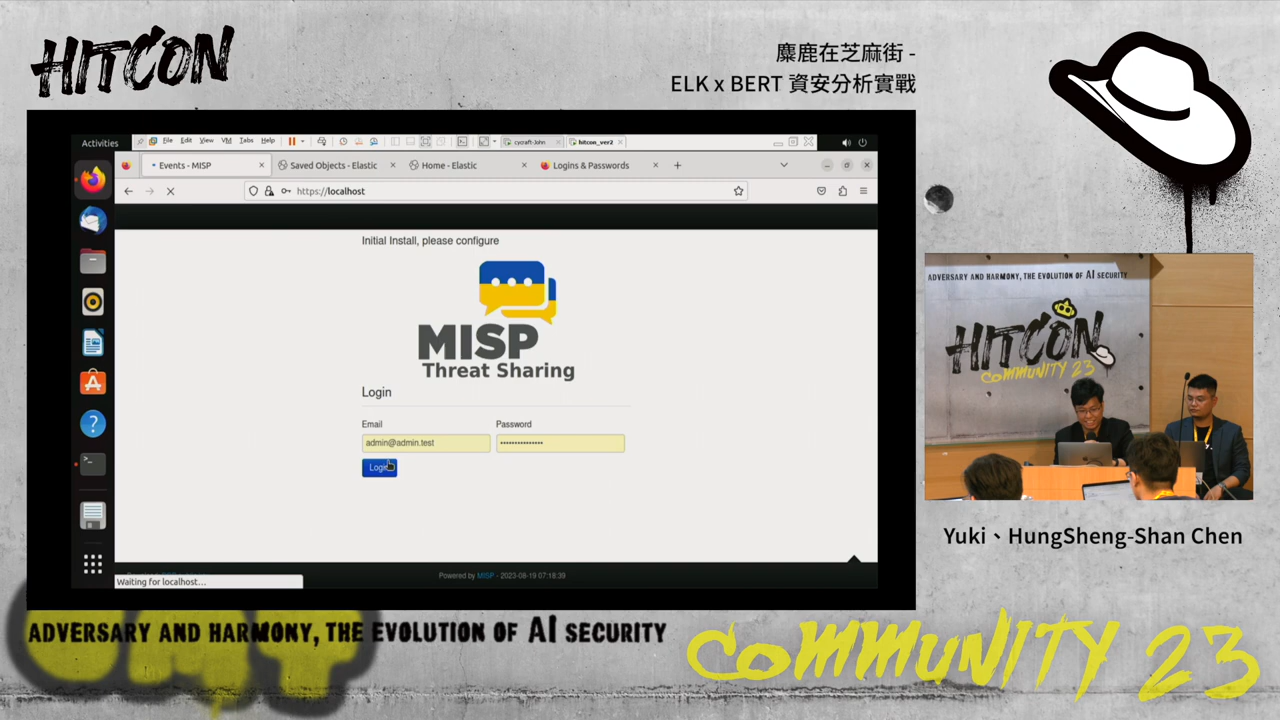 HITCON
麋鹿在芝麻街 -
ELK x BERT 資安分析實戰
Activities
File Edit View VM Tabs Help
cycraft-John
hitcon_ver2
Events - MISP
Saved Objects - Elastic
Home - Elastic
Logins & Passwords
https://localhost
Initial Install, please configure
MISP
Threat Sharing
Login
Email
Password
admin@admin.test
•••••••••••••••
Login
Powered by MISP - 2023-08-19 07:18:39
Waiting for localhost...
ADVERSARY AND HARMONY, THE EVOLUTION OF AI SECURITY
HITCON
COMMUNITY 23
Yuki、HungSheng-Shan Chen
ADVERSARY AND HARMONY, THE EVOLUTION OF AI SECURITY
COMMUNITY 23